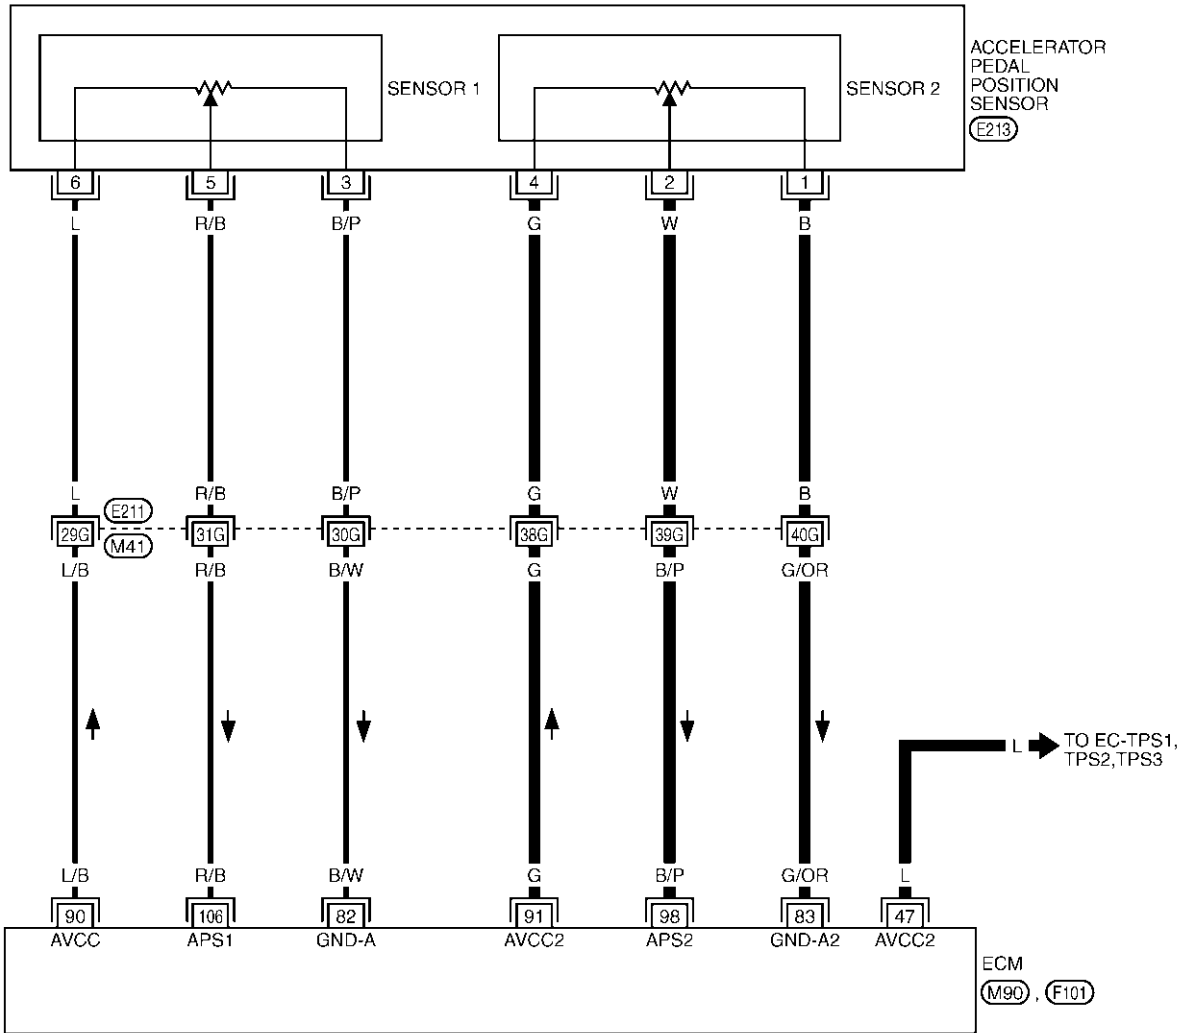 SENSOR 1
SENSOR 2
ACCELERATOR
PEDAL
POSITION
SENSOR
E213
6 5 3 4 2 1
L R/B B/P G W B
L R/B B/P G W B
E211
29G 31G 30G 38G 39G 40G
M41
L/B R/B B/W G B/P G/OR
L TO EC-TPS1,
TPS2,TPS3
L/B R/B B/W G B/P G/OR L
90 106 82 91 98 83 47
AVCC APS1 GND-A AVCC2 APS2 GND-A2 AVCC2
ECM
M90 , F101